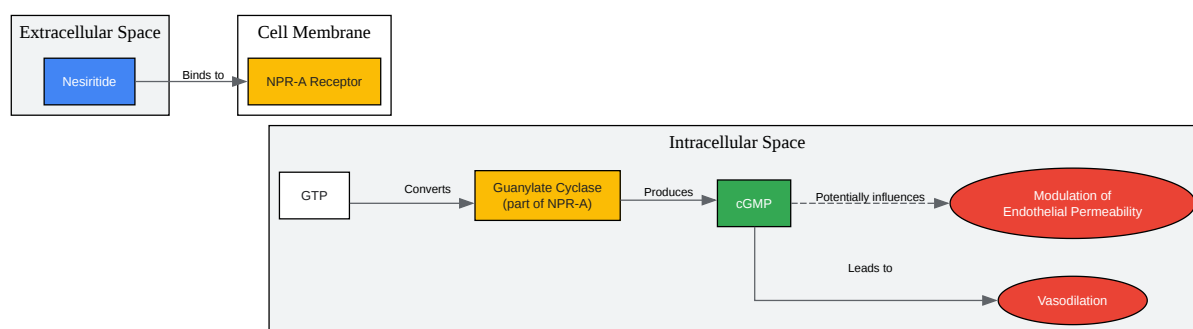 Extracellular Space
Cell Membrane
Nesiritide
Binds to
NPR-A Receptor
Intracellular Space
GTP
Converts
Guanylate Cyclase
(part of NPR-A)
Produces
cGMP
Potentially influences
Modulation of
Endothelial Permeability
Leads to
Vasodilation